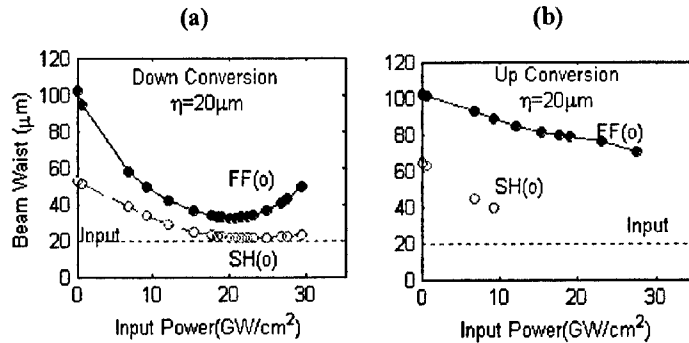 (a)
(b)
Beam Waist (μm)
120
100
80
60
40
20
0
Down Conversion
η=20μm
FF(o)
Input
SH(o)
0
10
20
30
Input Power(GW/cm²)
120
100
80
60
40
20
0
Up Conversion
η=20μm
FF(o)
SH(o)
Input
0
10
20
30
Input Power(GW/cm²)